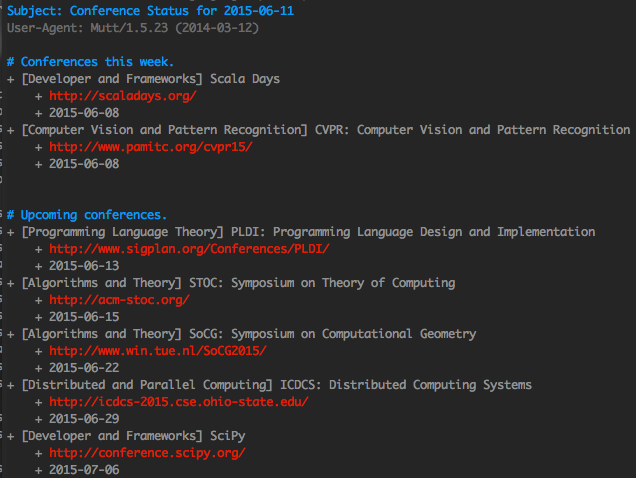 Subject: Conference Status for 2015-06-11
User-Agent: Mutt/1.5.23 (2014-03-12)
# Conferences this week.
+ [Developer and Frameworks] Scala Days
+ http://scaladays.org/
+ 2015-06-08
+ [Computer Vision and Pattern Recognition] CVPR: Computer Vision and Pattern Recognition
+ http://www.pamitc.org/cvpr15/
+ 2015-06-08
# Upcoming conferences.
+ [Programming Language Theory] PLDI: Programming Language Design and Implementation
+ http://www.sigplan.org/Conferences/PLDI/
+ 2015-06-13
+ [Algorithms and Theory] STOC: Symposium on Theory of Computing
+ http://acm-stoc.org/
+ 2015-06-15
+ [Algorithms and Theory] SoCG: Symposium on Computational Geometry
+ http://www.win.tue.nl/SoCG2015/
+ 2015-06-22
+ [Distributed and Parallel Computing] ICDCS: Distributed Computing Systems
+ http://icdcs-2015.cse.ohio-state.edu/
+ 2015-06-29
+ [Developer and Frameworks] SciPy
+ http://conference.scipy.org/
+ 2015-07-06